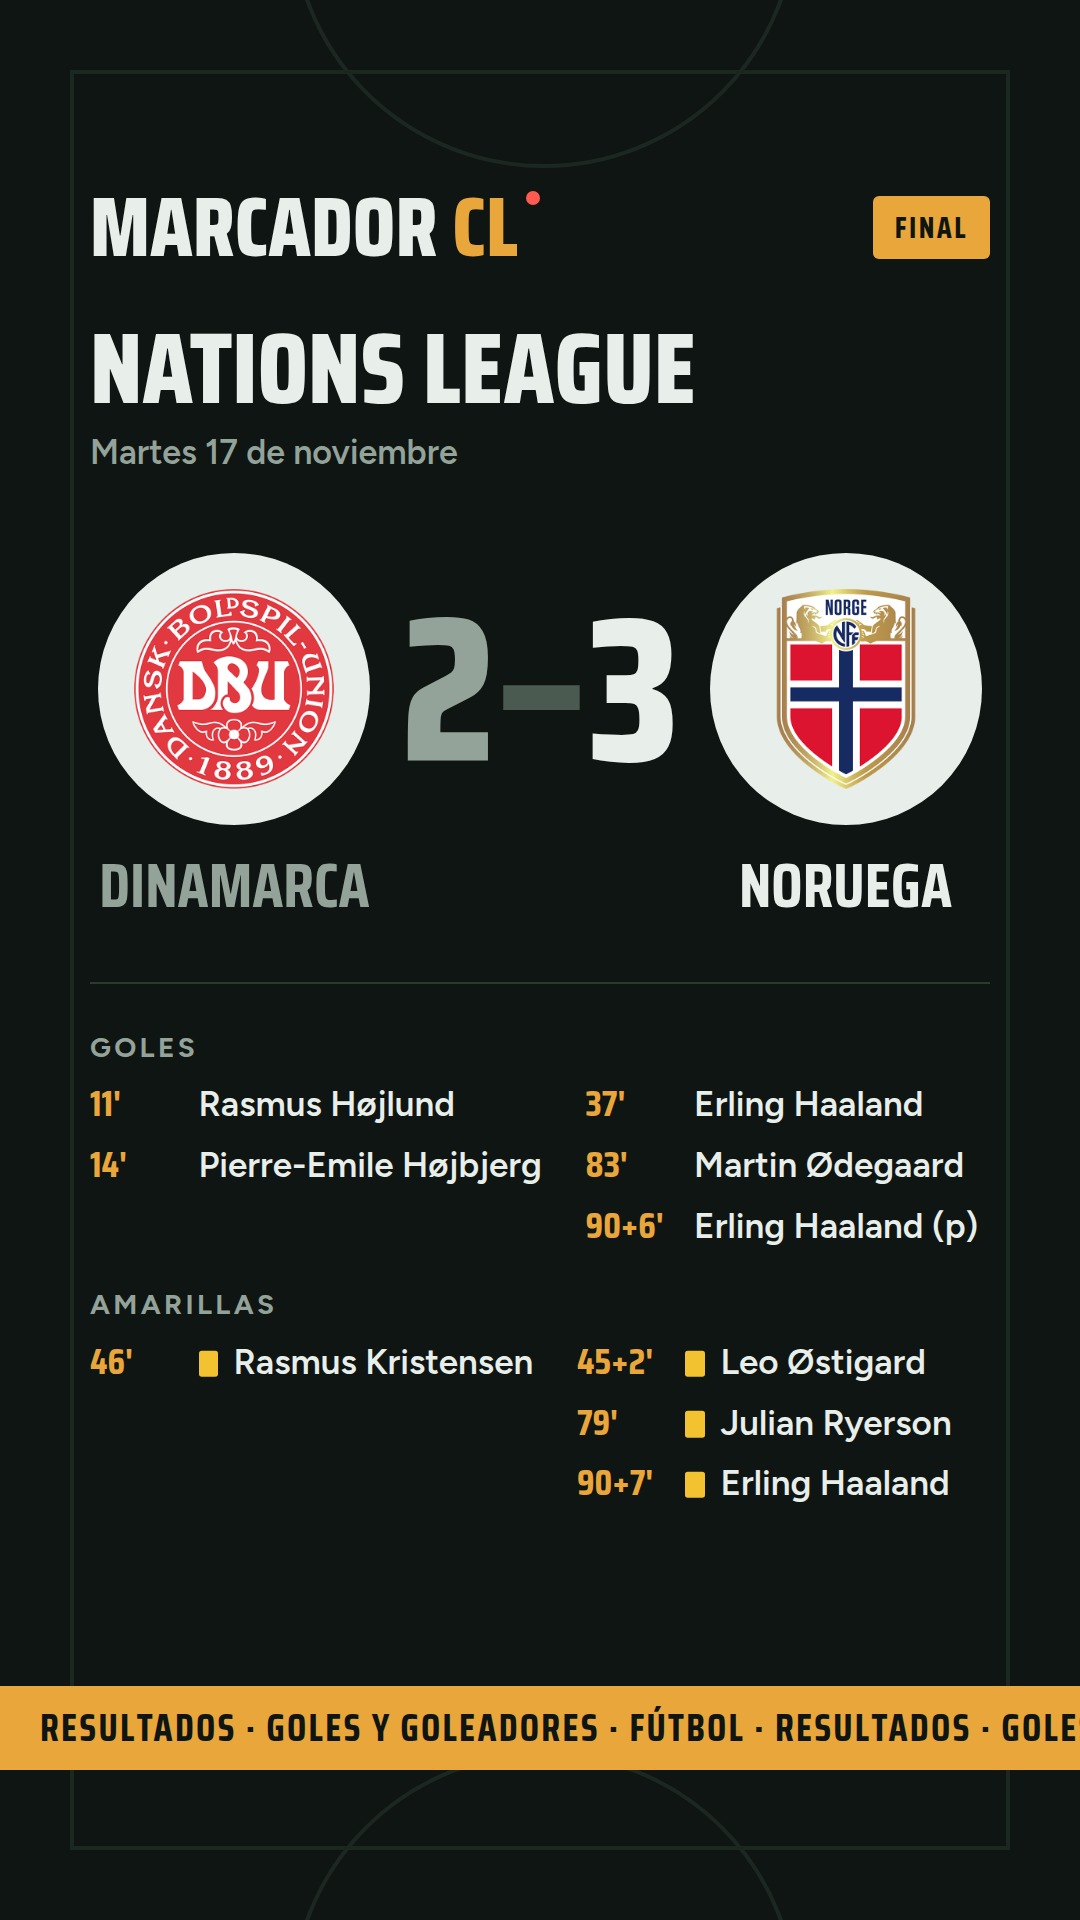 MARCADOR CL
FINAL
NATIONS LEAGUE
Martes 17 de noviembre
DANSK·BOLDSPIL-UNION
DBU
·1889·
2–3
NORGE
NFF
DINAMARCA
NORUEGA
GOLES
11' Rasmus Højlund
37' Erling Haaland
14' Pierre-Emile Højbjerg
83' Martin Ødegaard
90+6' Erling Haaland (p)
AMARILLAS
46' Rasmus Kristensen
45+2' Leo Østigard
79' Julian Ryerson
90+7' Erling Haaland
RESULTADOS · GOLES Y GOLEADORES · FÚTBOL · RESULTADOS · GOLE